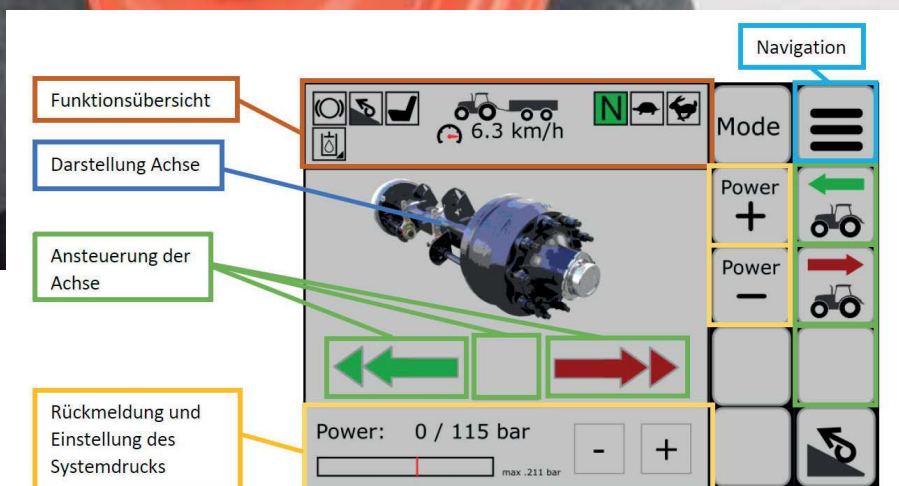 Navigation
Funktionsübersicht
N
6.3 km/h
Mode
Darstellung Achse
Power
+
Ansteuerung der
Achse
Power
-
Rückmeldung und
Einstellung des
Systemdrucks
Power: 0 / 115 bar
- +
max .211 bar